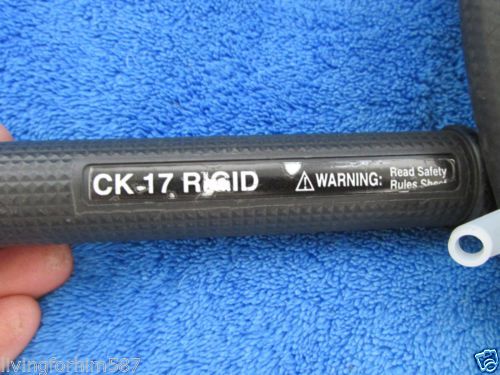 CK-17 RIGID
WARNING: Read Safety
Rules Sheet
livingforhim587